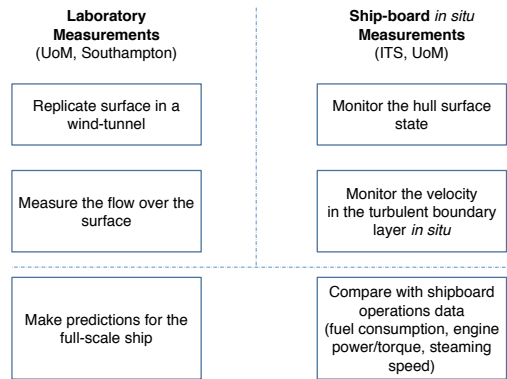 Laboratory
Measurements
(UoM, Southampton)
Replicate surface in a
wind-tunnel
Measure the flow over the
surface
Make predictions for the
full-scale ship
Ship-board in situ
Measurements
(ITS, UoM)
Monitor the hull surface
state
Monitor the velocity
in the turbulent boundary
layer in situ
Compare with shipboard
operations data
(fuel consumption, engine
power/torque, steaming
speed)